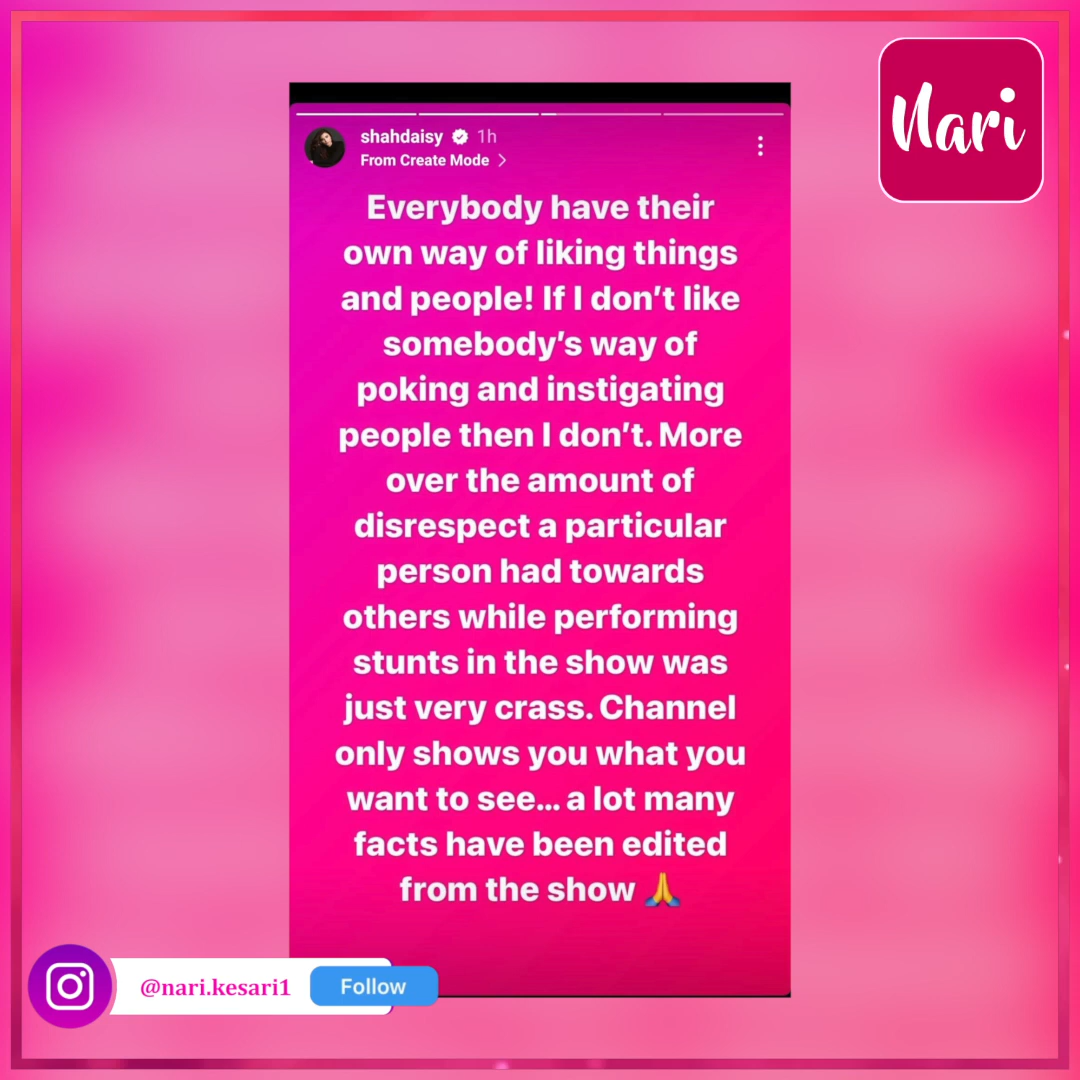 Nari
shahdaisy 1h
From Create Mode
Everybody have their
own way of liking things
and people! If I don't like
somebody's way of
poking and instigating
people then I don't. More
over the amount of
disrespect a particular
person had towards
others while performing
stunts in the show was
just very crass. Channel
only shows you what you
want to see... a lot many
facts have been edited
from the show 🙏
@nari.kesari1 Follow